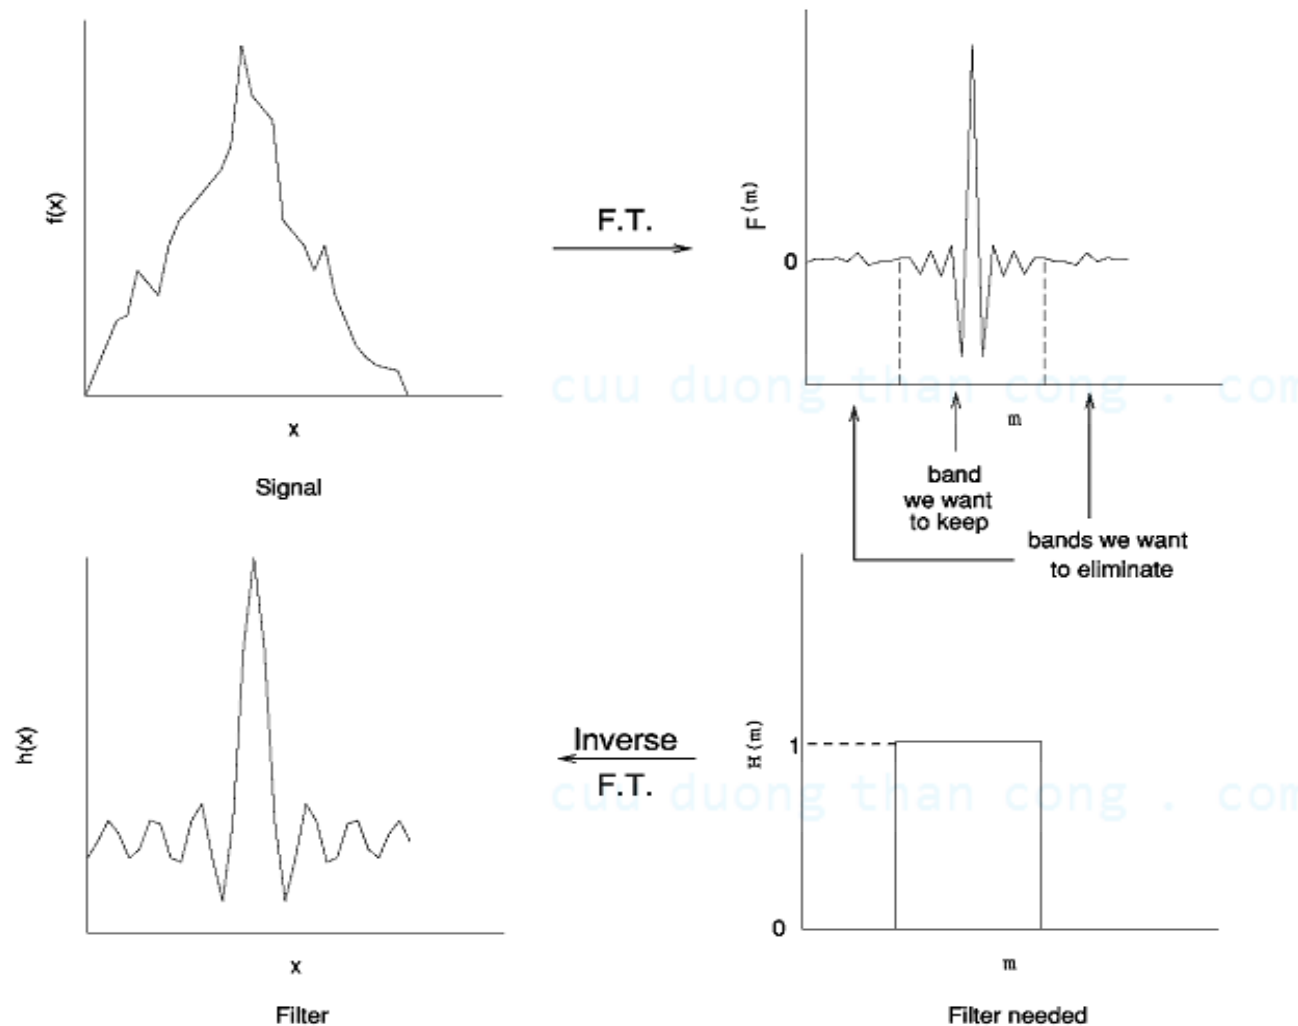 f(x)
x
Signal
F.T.
F(m)
0
m
band
we want
to keep
bands we want
to eliminate
cuu duong than cong . com
h(x)
x
Filter
Inverse
F.T.
H(m)
1
0
m
Filter needed
cuu duong than cong . com